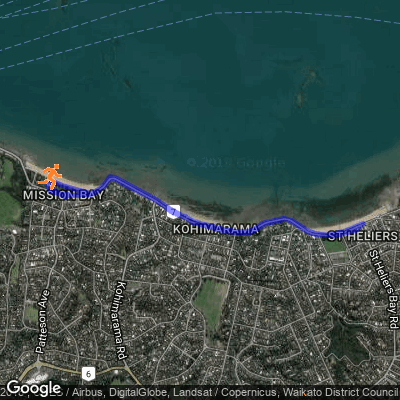 © 2018 Google
MISSION BAY
KOHIMARAMA
ST HELIERS
St Heliers Bay Rd
Patteson Ave
Kohimarama Rd
6
Google
/ Airbus, DigitalGlobe, Landsat / Copernicus, Waikato District Council